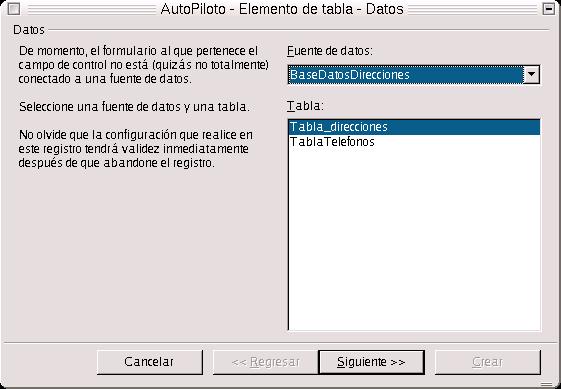 AutoPiloto - Elemento de tabla - Datos
Datos
De momento, el formulario al que pertenece el
campo de control no está (quizás no totalmente)
conectado a una fuente de datos.
Seleccione una fuente de datos y una tabla.
No olvide que la configuración que realice en
este registro tendrá validez inmediatamente
después de que abandone el registro.
Fuente de datos:
BaseDatosDirecciones
Tabla:
Tabla_direcciones
TablaTelefonos
Cancelar
<< Regresar
Siguiente >>
Crear